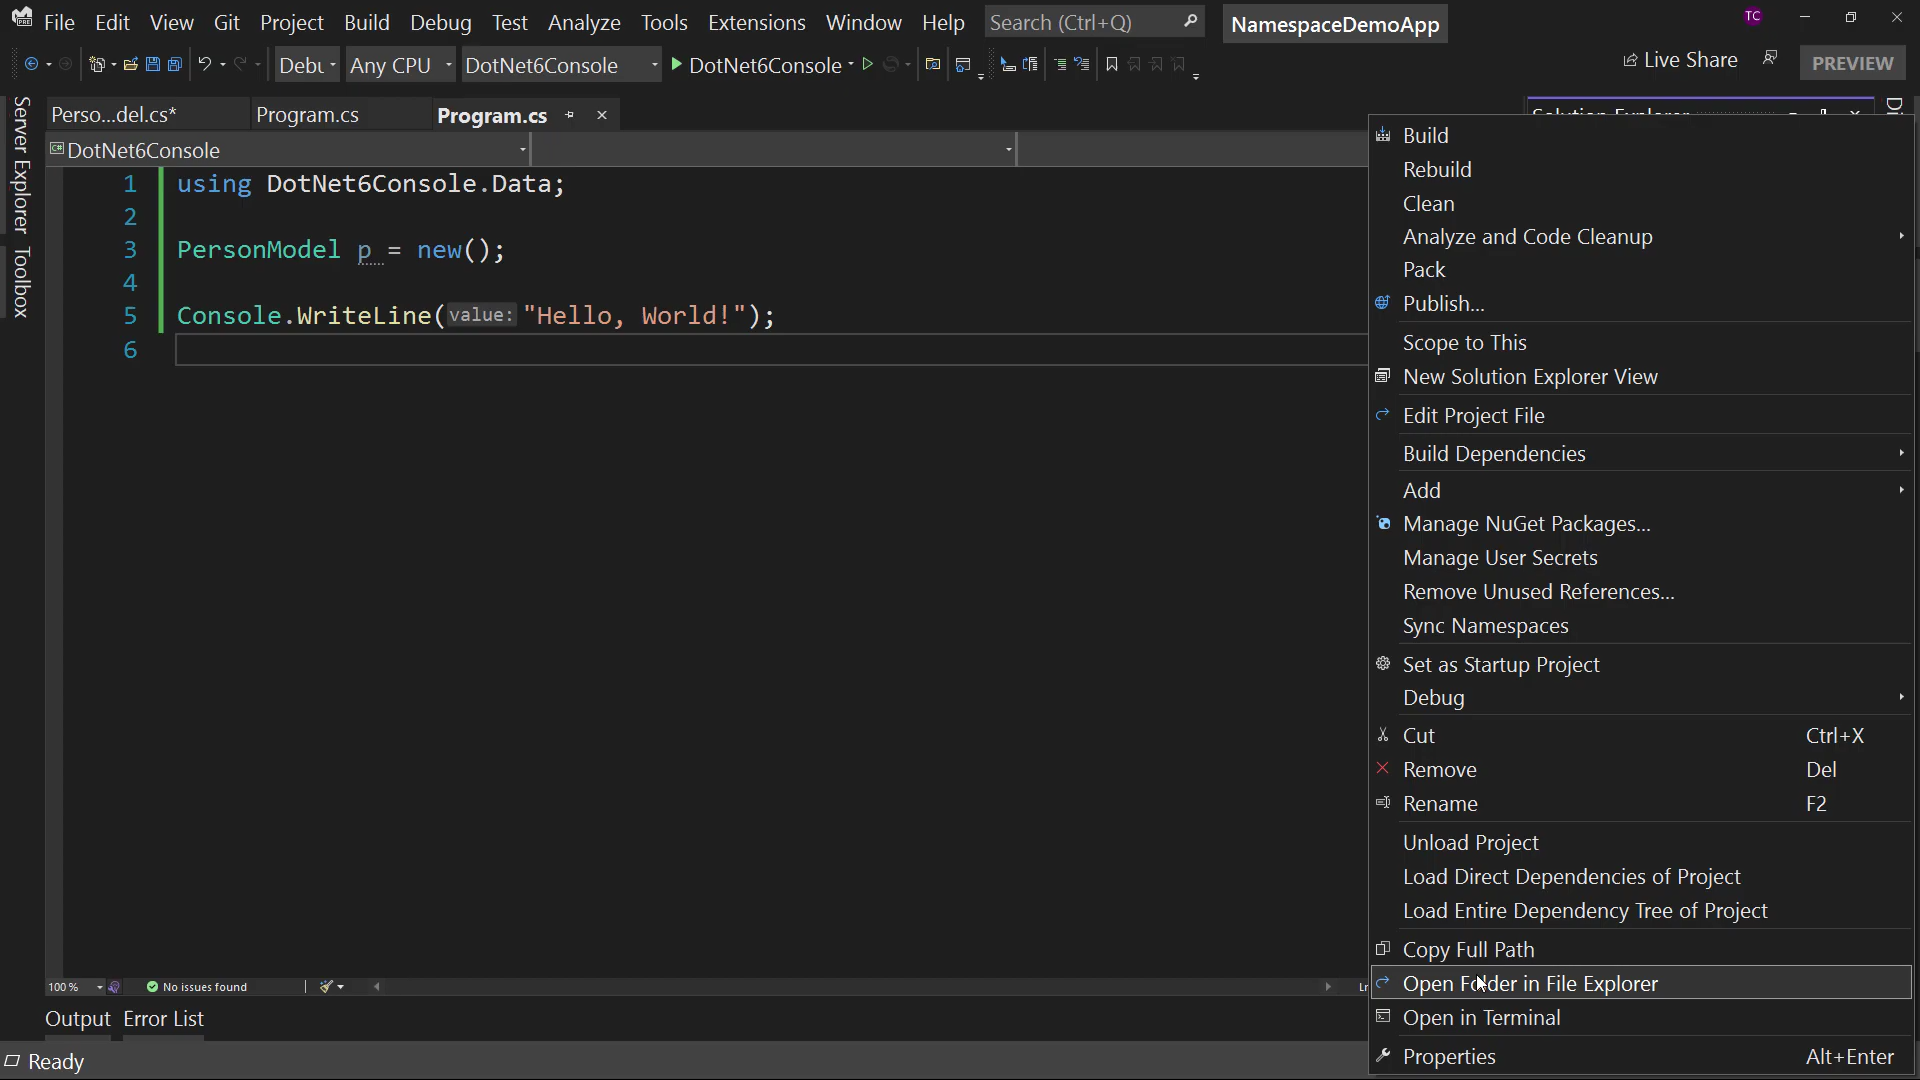 File Edit View Git Project Build Debug Test Analyze Tools Extensions Window Help Search (Ctrl+Q) NamespaceDemoApp TC
Debu Any CPU DotNet6Console DotNet6Console Live Share PREVIEW
Server Explorer
Toolbox
Perso...del.cs* Program.cs Program.cs
Solution Explorer
DotNet6Console
1 using DotNet6Console.Data;
2
3 PersonModel p = new();
4
5 Console.WriteLine(value: "Hello, World!");
6
Build
Rebuild
Clean
Analyze and Code Cleanup
Pack
Publish...
Scope to This
New Solution Explorer View
Edit Project File
Build Dependencies
Add
Manage NuGet Packages...
Manage User Secrets
Remove Unused References...
Sync Namespaces
Set as Startup Project
Debug
Cut Ctrl+X
Remove Del
Rename F2
Unload Project
Load Direct Dependencies of Project
Load Entire Dependency Tree of Project
Copy Full Path
Open Folder in File Explorer
Open in Terminal
Properties Alt+Enter
100 % No issues found
Output Error List
Ready